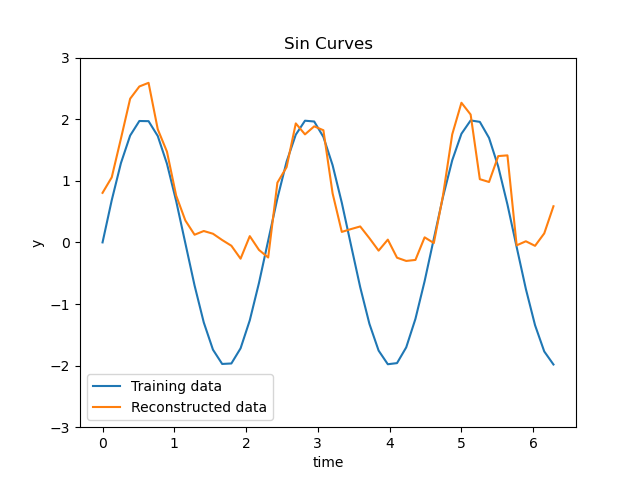 Sin Curves
3
2
1
0
−1
−2
−3
y
0 1 2 3 4 5 6
time
Training data
Reconstructed data